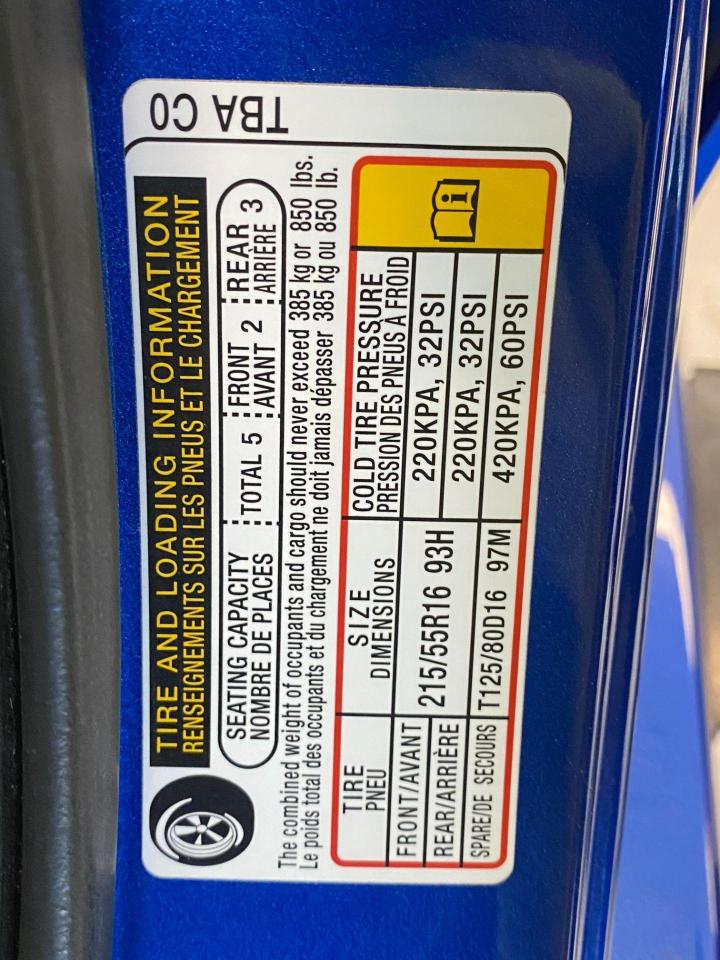 TIRE AND LOADING INFORMATION
RENSEIGNEMENTS SUR LES PNEUS ET LE CHARGEMENT
SEATING CAPACITY
NOMBRE DE PLACES
TOTAL 5
FRONT 2
AVANT
REAR 3
ARRIÈRE
The combined weight of occupants and cargo should never exceed 385 kg or 850 lbs.
Le poids total des occupants et du chargement ne doit jamais dépasser 385 kg ou 850 lb.
TIRE
PNEU
SIZE
DIMENSIONS
COLD TIRE PRESSURE
PRESSION DES PNEUS À FROID
FRONT/AVANT
215/55R16 93H
220KPA, 32PSI
REAR/ARRIÈRE
220KPA, 32PSI
SPARE/DE SECOURS
T125/80D16 97M
420KPA, 60PSI
TBA C0